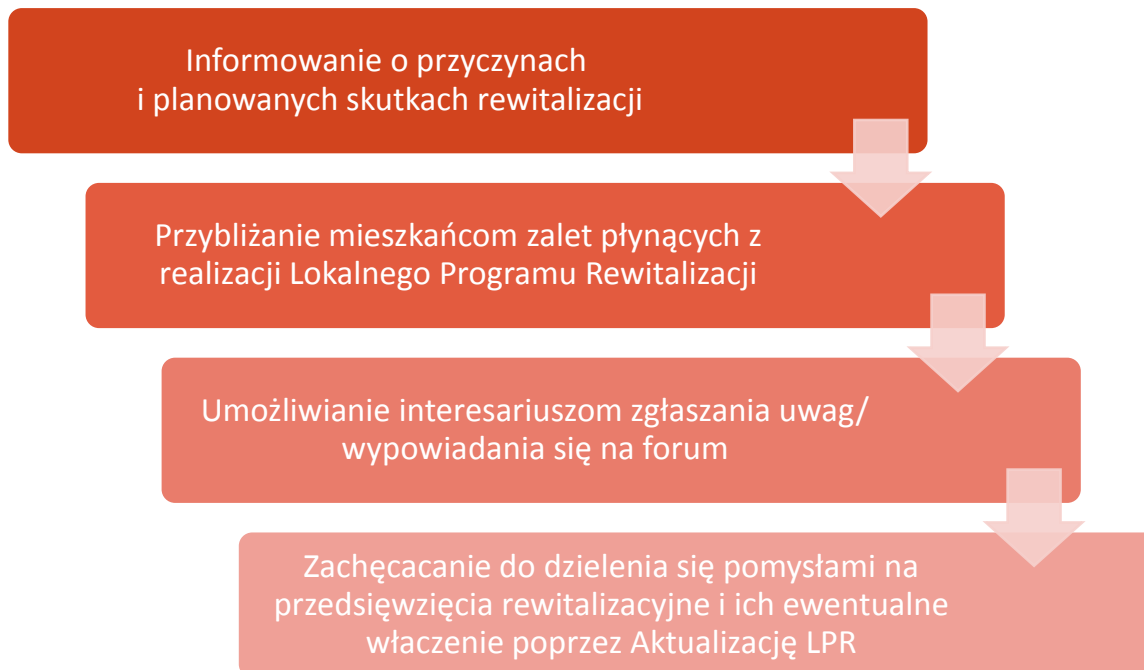 Informowanie o przyczynach
i planowanych skutkach rewitalizacji
Przybliżanie mieszkańcom zalet płynących z
realizacji Lokalnego Programu Rewitalizacji
Umożliwianie interesariuszom zgłaszania uwag/
wypowiadania się na forum
Zachęcacanie do dzielenia się pomysłami na
przedsięwzięcia rewitalizacyjne i ich ewentualne
właczenie poprzez Aktualizację LPR